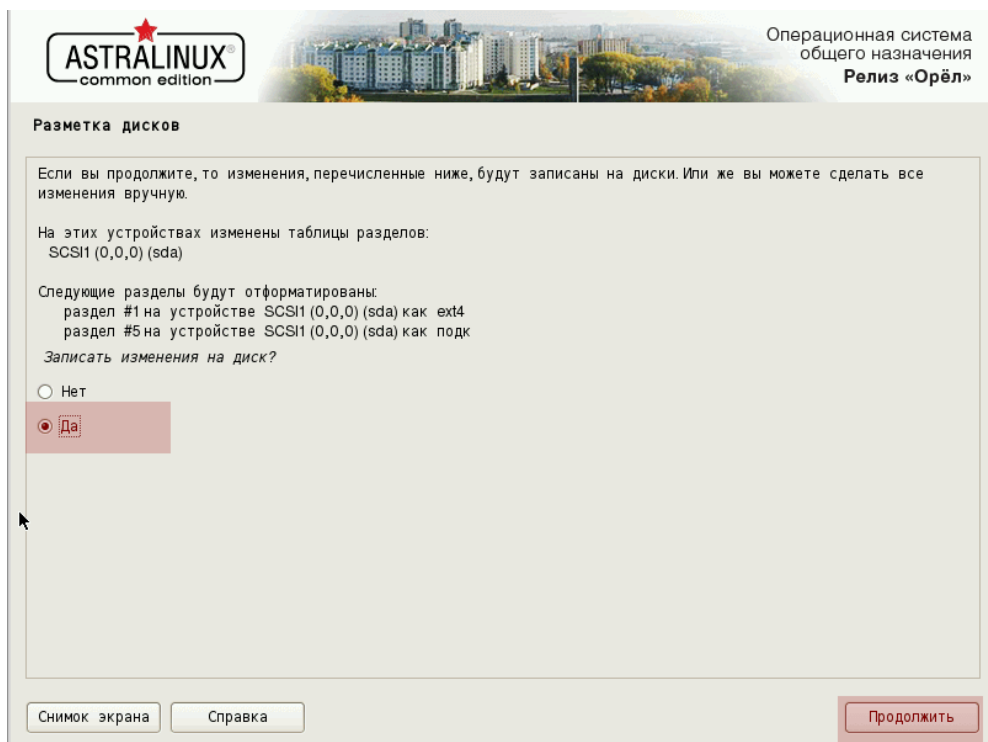 ASTRALINUX®
common edition
Операционная система
общего назначения
Релиз «Орёл»
Разметка дисков
Если вы продолжите, то изменения, перечисленные ниже, будут записаны на диски. Или же вы можете сделать все
изменения вручную.
На этих устройствах изменены таблицы разделов:
SCSI1 (0,0,0) (sda)
Следующие разделы будут отформатированы:
раздел #1 на устройстве SCSI1 (0,0,0) (sda) как ext4
раздел #5 на устройстве SCSI1 (0,0,0) (sda) как подк
Записать изменения на диск?
Нет
Да
Снимок экрана
Справка
Продолжить